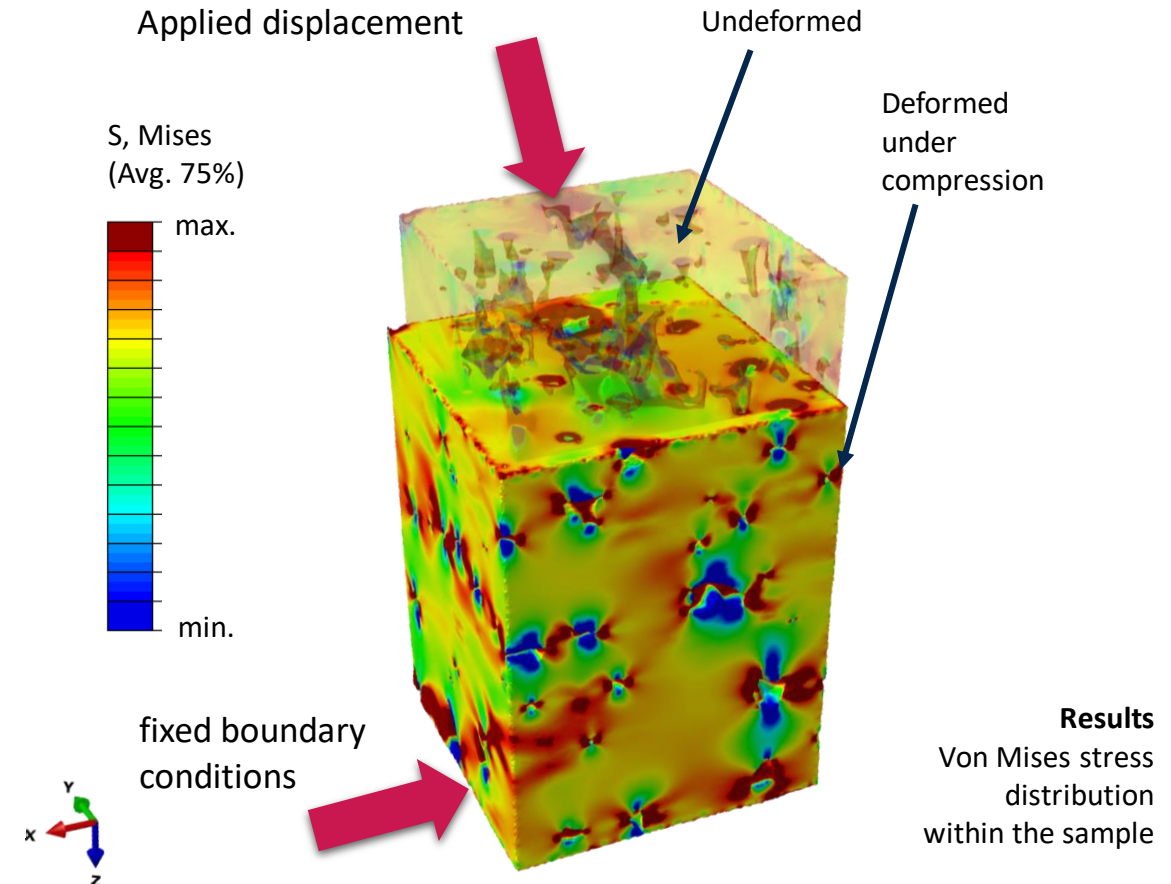 Applied displacement
Undeformed
Deformed
under
compression
S, Mises
(Avg. 75%)
max.
min.
fixed boundary
conditions
Results
Von Mises stress
distribution
within the sample
Y
X
Z